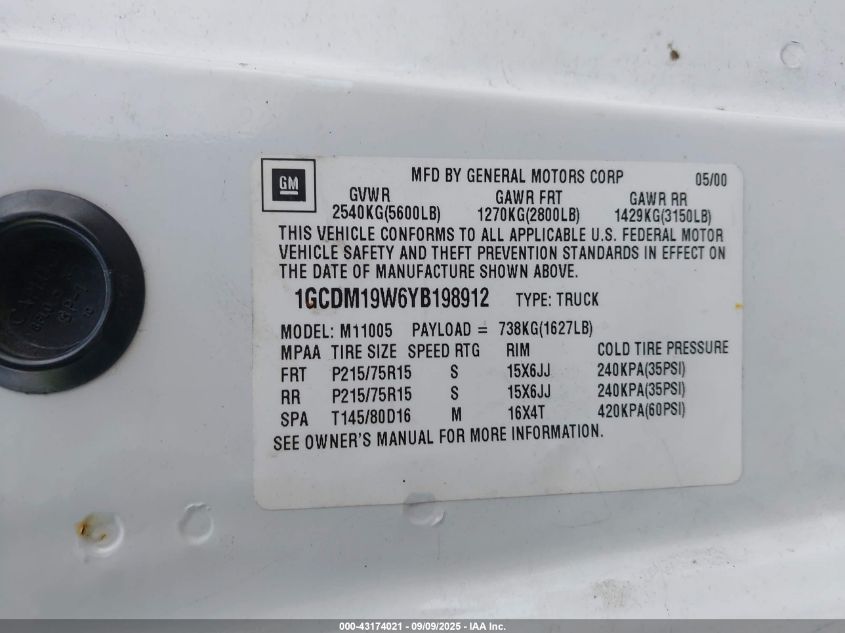 GM
MFD BY GENERAL MOTORS CORP 05/00
GVWR GAWR FRT GAWR RR
2540KG(5600LB) 1270KG(2800LB) 1429KG(3150LB)
THIS VEHICLE CONFORMS TO ALL APPLICABLE U.S. FEDERAL MOTOR
VEHICLE SAFETY AND THEFT PREVENTION STANDARDS IN EFFECT ON
THE DATE OF MANUFACTURE SHOWN ABOVE.
1GCDM19W6YB198912 TYPE: TRUCK
MODEL: M11005 PAYLOAD = 738KG(1627LB)
MPAA TIRE SIZE SPEED RTG RIM COLD TIRE PRESSURE
FRT P215/75R15 S 15X6JJ 240KPA(35PSI)
RR P215/75R15 S 15X6JJ 240KPA(35PSI)
SPA T145/80D16 M 16X4T 420KPA(60PSI)
SEE OWNER'S MANUAL FOR MORE INFORMATION.
000-43174021 - 09/09/2025 - IAA Inc.